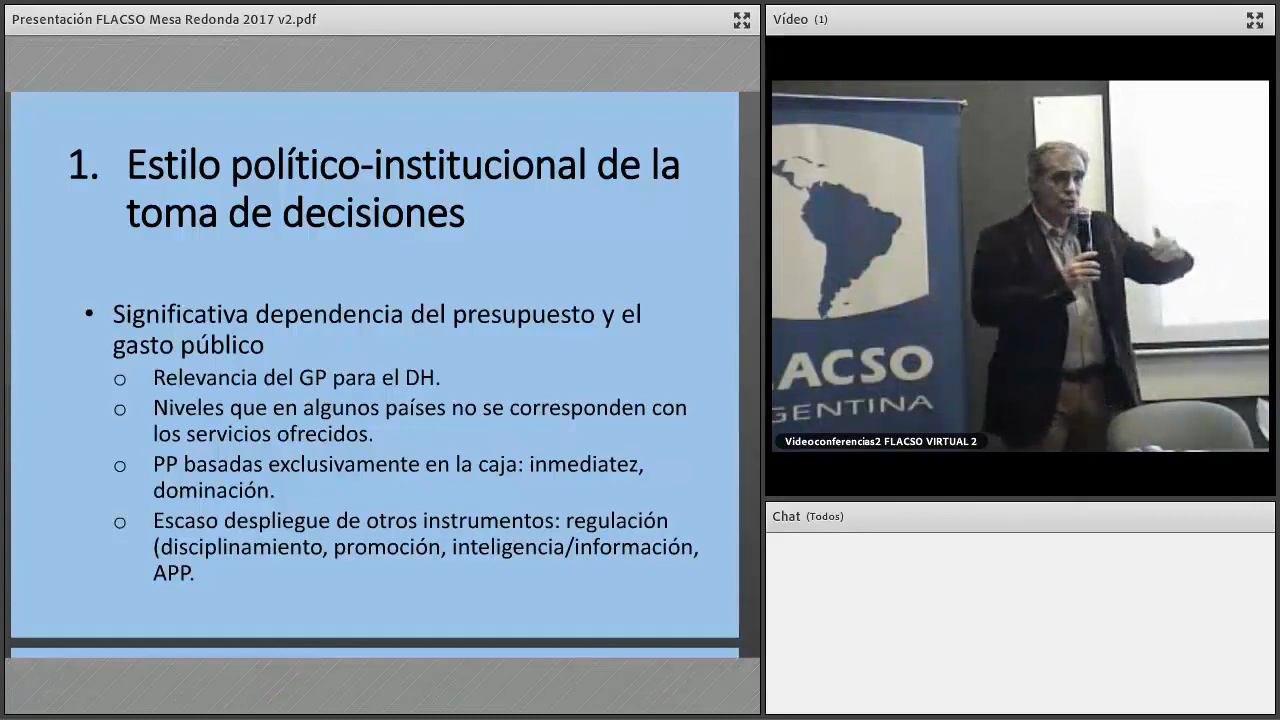 Presentación FLACSO Mesa Redonda 2017 v2.pdf
1. Estilo político-institucional de la
toma de decisiones
• Significativa dependencia del presupuesto y el
gasto público
o Relevancia del GP para el DH.
o Niveles que en algunos países no se corresponden con
los servicios ofrecidos.
o PP basadas exclusivamente en la caja: inmediatez,
dominación.
o Escaso despliegue de otros instrumentos: regulación
(disciplinamiento, promoción, inteligencia/información,
APP.
Vídeo (1)
ACSO
GENTINA
Videoconferencias2 FLACSO VIRTUAL 2
Chat (Todos)